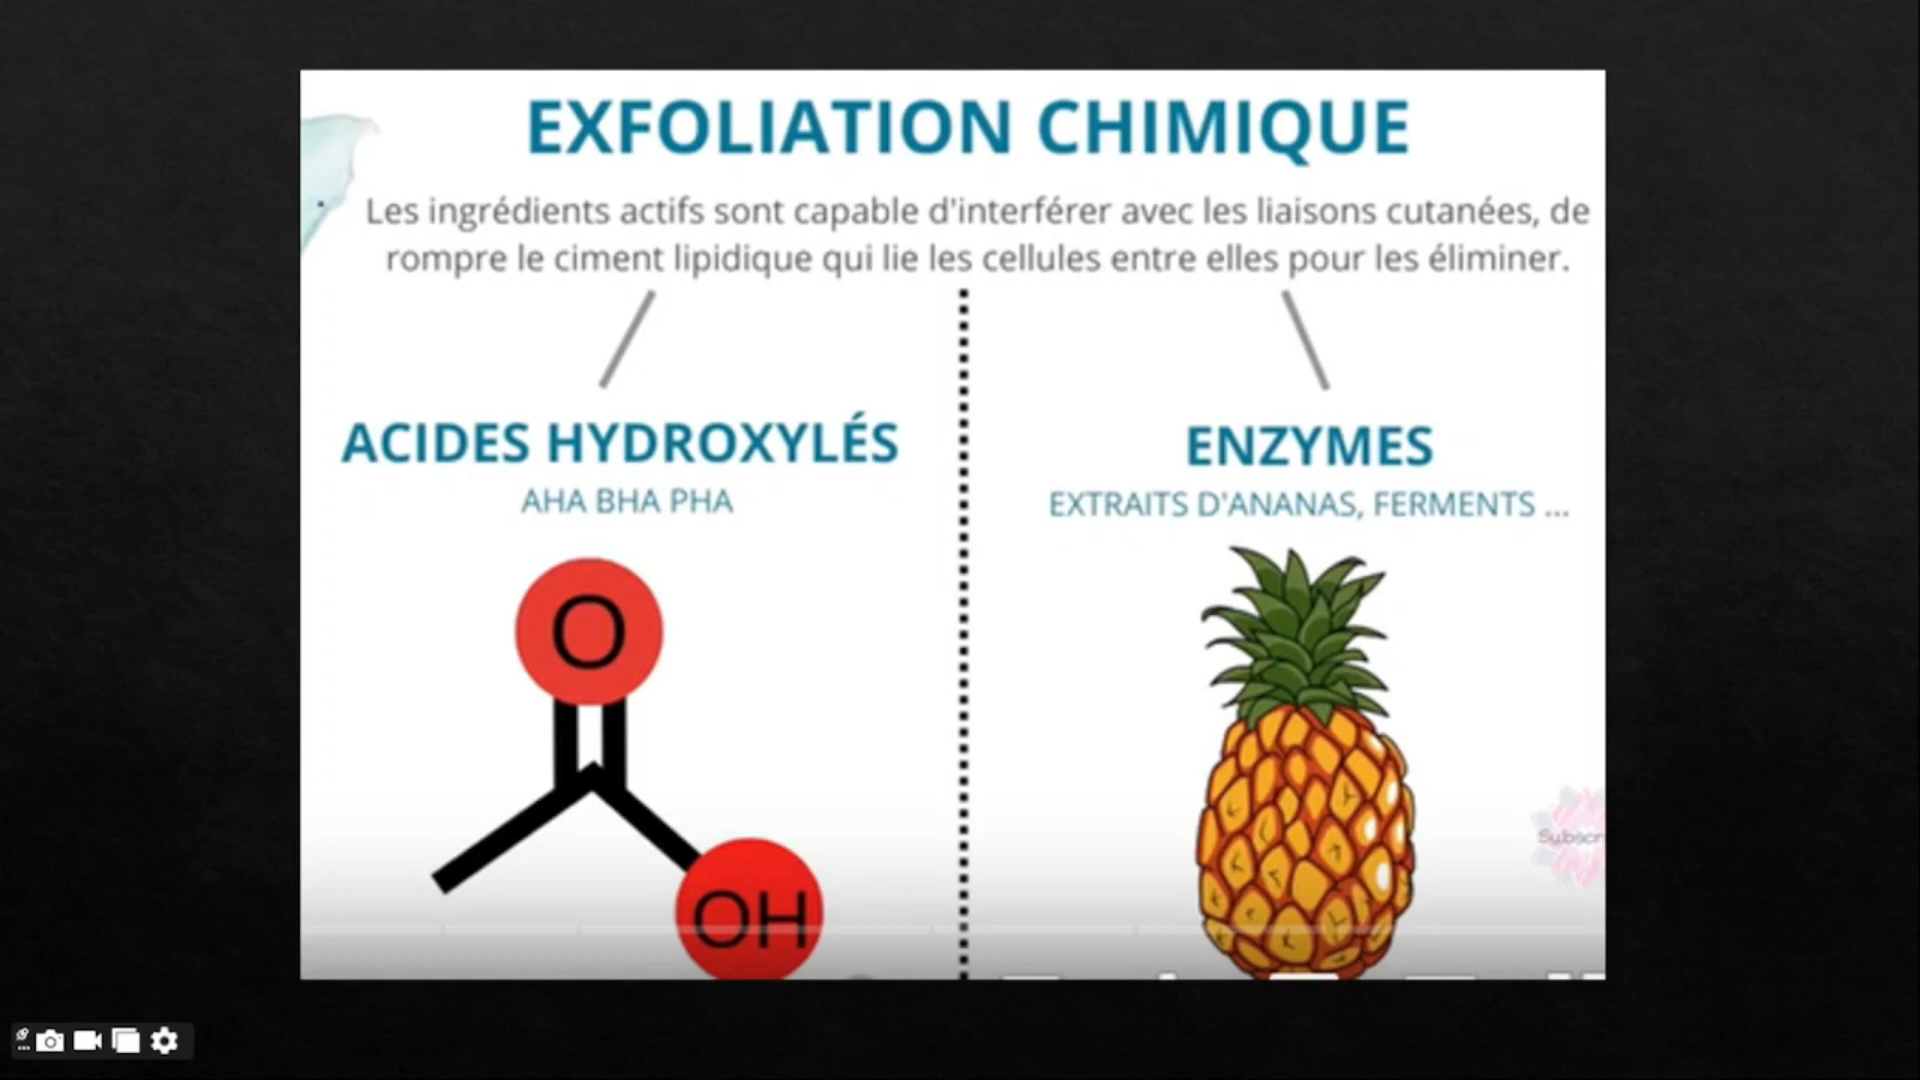 EXFOLIATION CHIMIQUE
Les ingrédients actifs sont capable d'interférer avec les liaisons cutanées, de
rompre le ciment lipidique qui lie les cellules entre elles pour les éliminer.
ACIDES HYDROXYLÉS
AHA BHA PHA
ENZYMES
EXTRAITS D'ANANAS, FERMENTS ...
O
OH